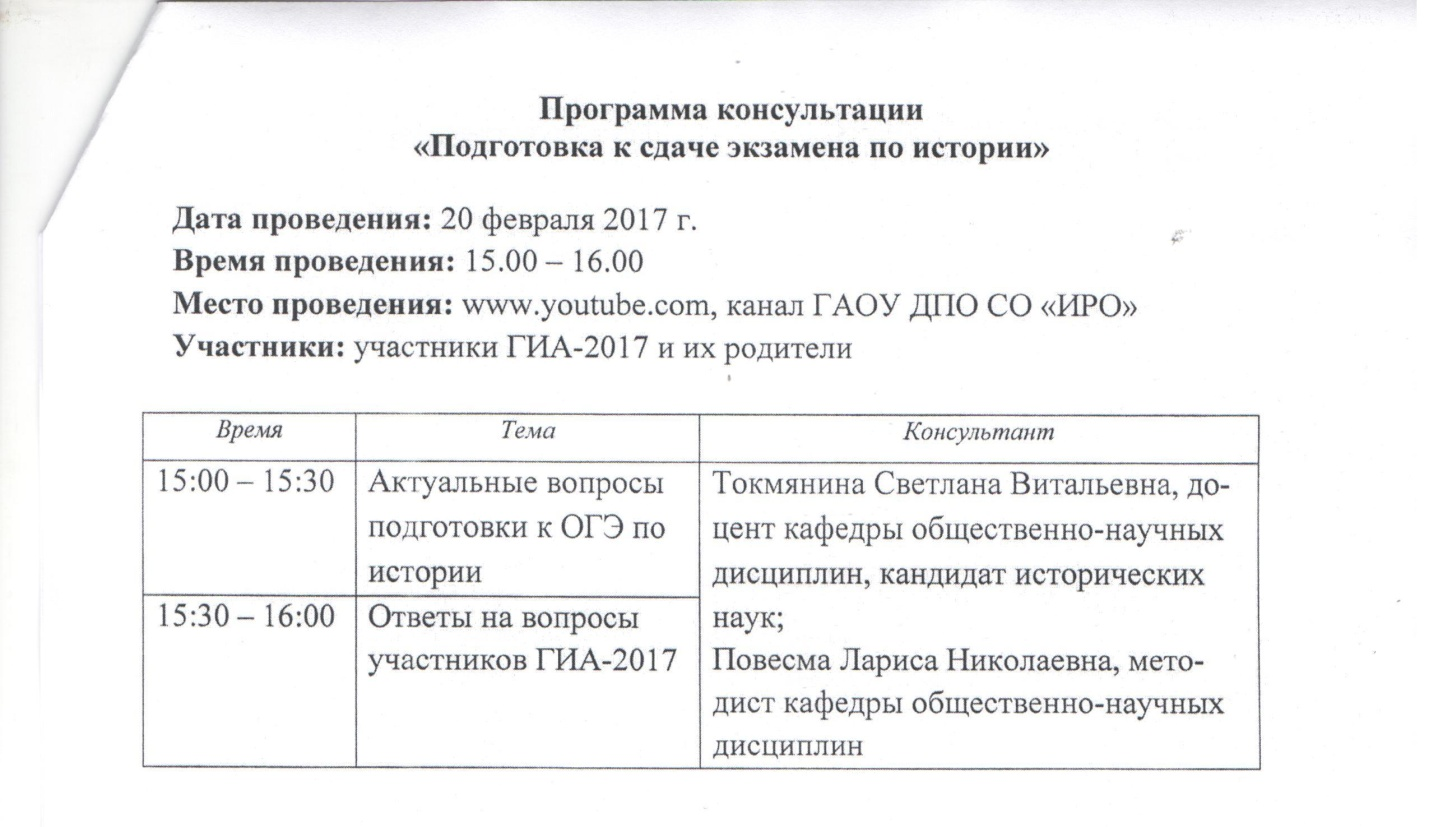 Программа консультации
«Подготовка к сдаче экзамена по истории»
Дата проведения: 20 февраля 2017 г.
Время проведения: 15.00 – 16.00
Место проведения: www.youtube.com, канал ГАОУ ДПО СО «ИРО»
Участники: участники ГИА-2017 и их родители
Время
Тема
Консультант
15:00 – 15:30
Актуальные вопросы
подготовки к ОГЭ по
истории
Токмянина Светлана Витальевна, до-
цент кафедры общественно-научных
дисциплин, кандидат исторических
наук;
Повесма Лариса Николаевна, мето-
дист кафедры общественно-научных
дисциплин
15:30 – 16:00
Ответы на вопросы
участников ГИА-2017